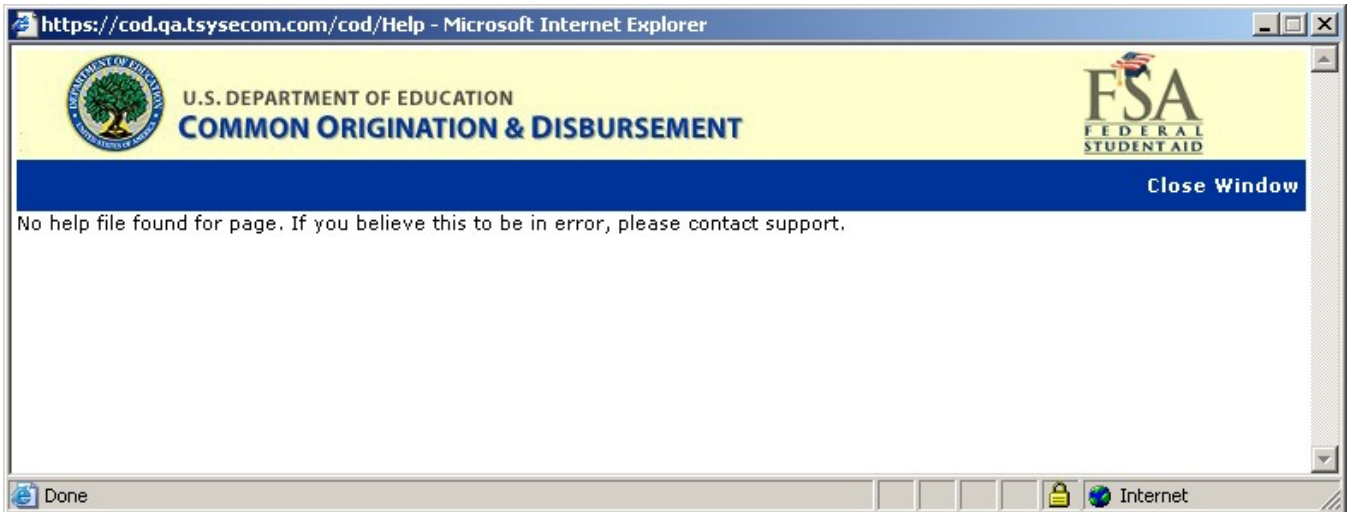 https://cod.qa.tsysecom.com/cod/Help - Microsoft Internet Explorer
U.S. DEPARTMENT OF EDUCATION
COMMON ORIGINATION & DISBURSEMENT
FSA
FEDERAL
STUDENT AID
Close Window
No help file found for page. If you believe this to be in error, please contact support.
Done
Internet